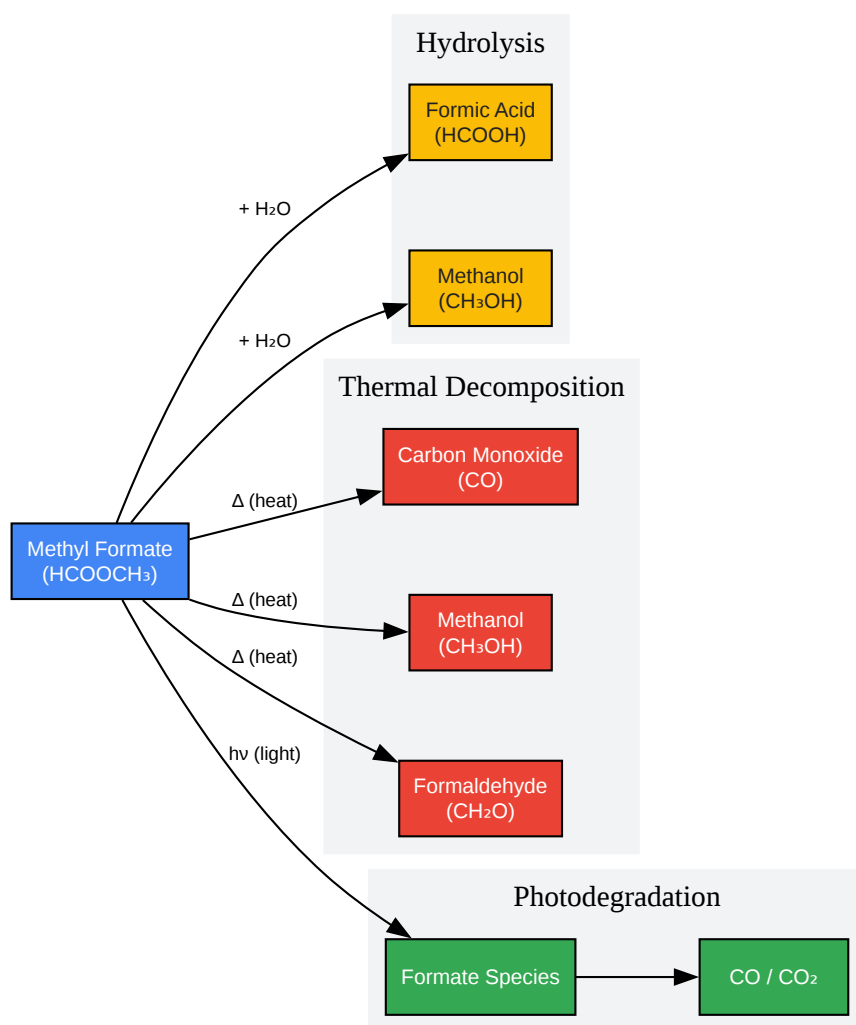 Hydrolysis
Formic Acid
(HCOOH)
+ H₂O
Methanol
(CH₃OH)
+ H₂O
Thermal Decomposition
Carbon Monoxide
(CO)
Δ (heat)
Methyl Formate
(HCOOCH₃)
Δ (heat)
Methanol
(CH₃OH)
Δ (heat)
hν (light)
Formaldehyde
(CH₂O)
Photodegradation
Formate Species
CO / CO₂